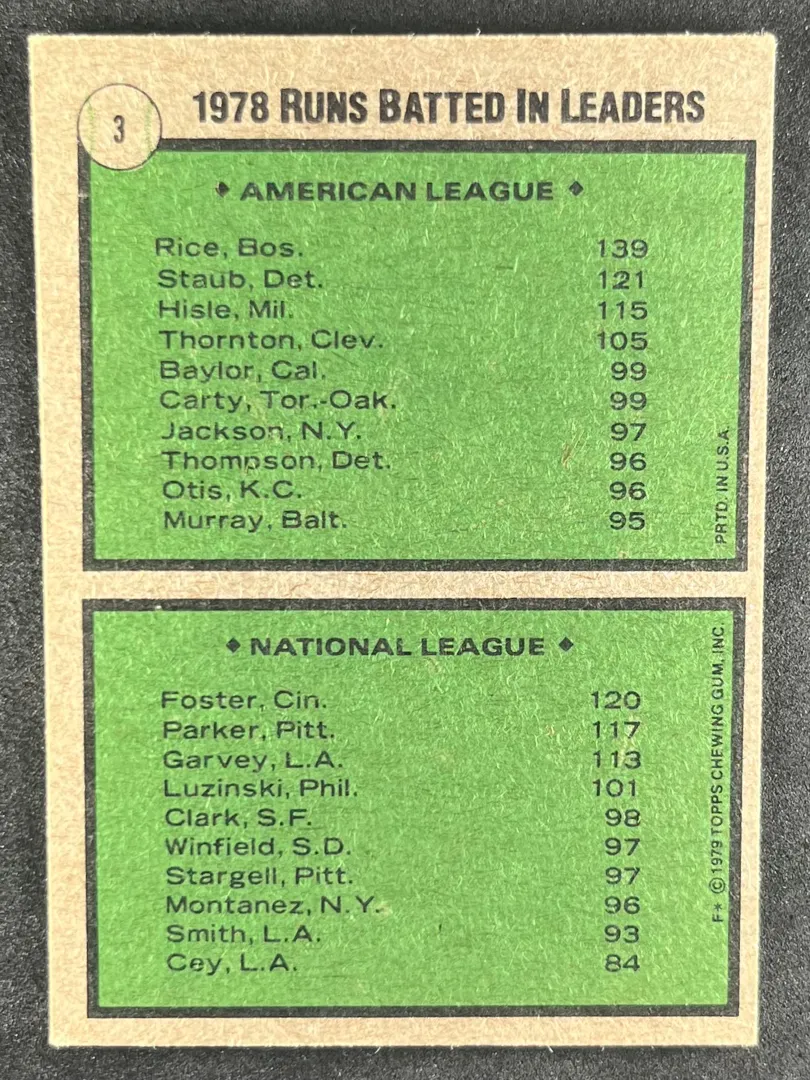 3
1978 RUNS BATTED IN LEADERS
AMERICAN LEAGUE
Rice, Bos. 139
Staub, Det. 121
Hisle, Mil. 115
Thornton, Clev. 105
Baylor, Cal. 99
Carty, Tor.-Oak. 99
Jackson, N.Y. 97
Thompson, Det. 96
Otis, K.C. 96
Murray, Balt. 95
PRTD. IN U.S.A.
NATIONAL LEAGUE
Foster, Cin. 120
Parker, Pitt. 117
Garvey, L.A. 113
Luzinski, Phil. 101
Clark, S.F. 98
Winfield, S.D. 97
Stargell, Pitt. 97
Montanez, N.Y. 96
Smith, L.A. 93
Cey, L.A. 84
F* © 1979 TOPPS CHEWING GUM, INC.